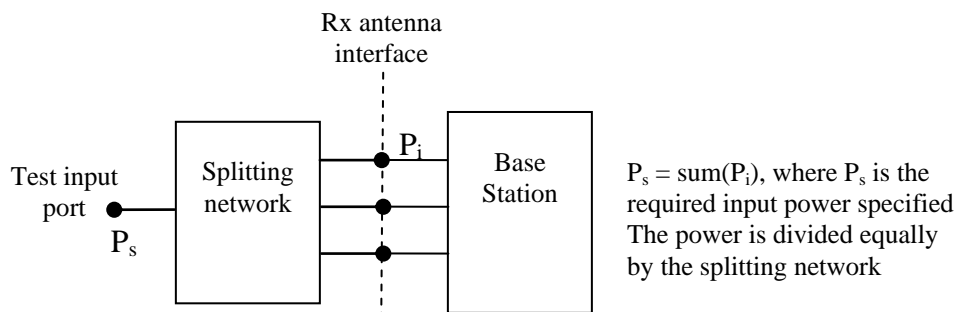 Rx antenna
interface
Test input
port
Ps
Splitting
network
Pi
Base
Station
Ps = sum(Pi), where Ps is the
required input power specified
The power is divided equally
by the splitting network